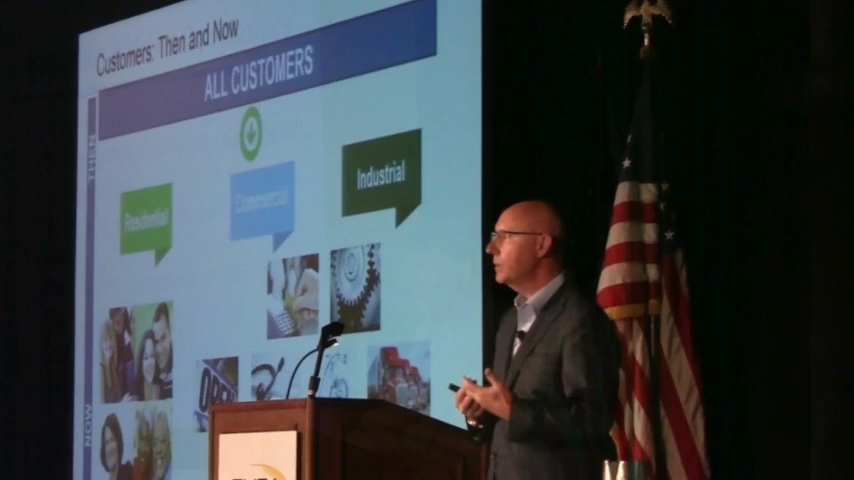 Customers: Then and Now
ALL CUSTOMERS
THEN
Industrial
Commercial
Residential
NOW